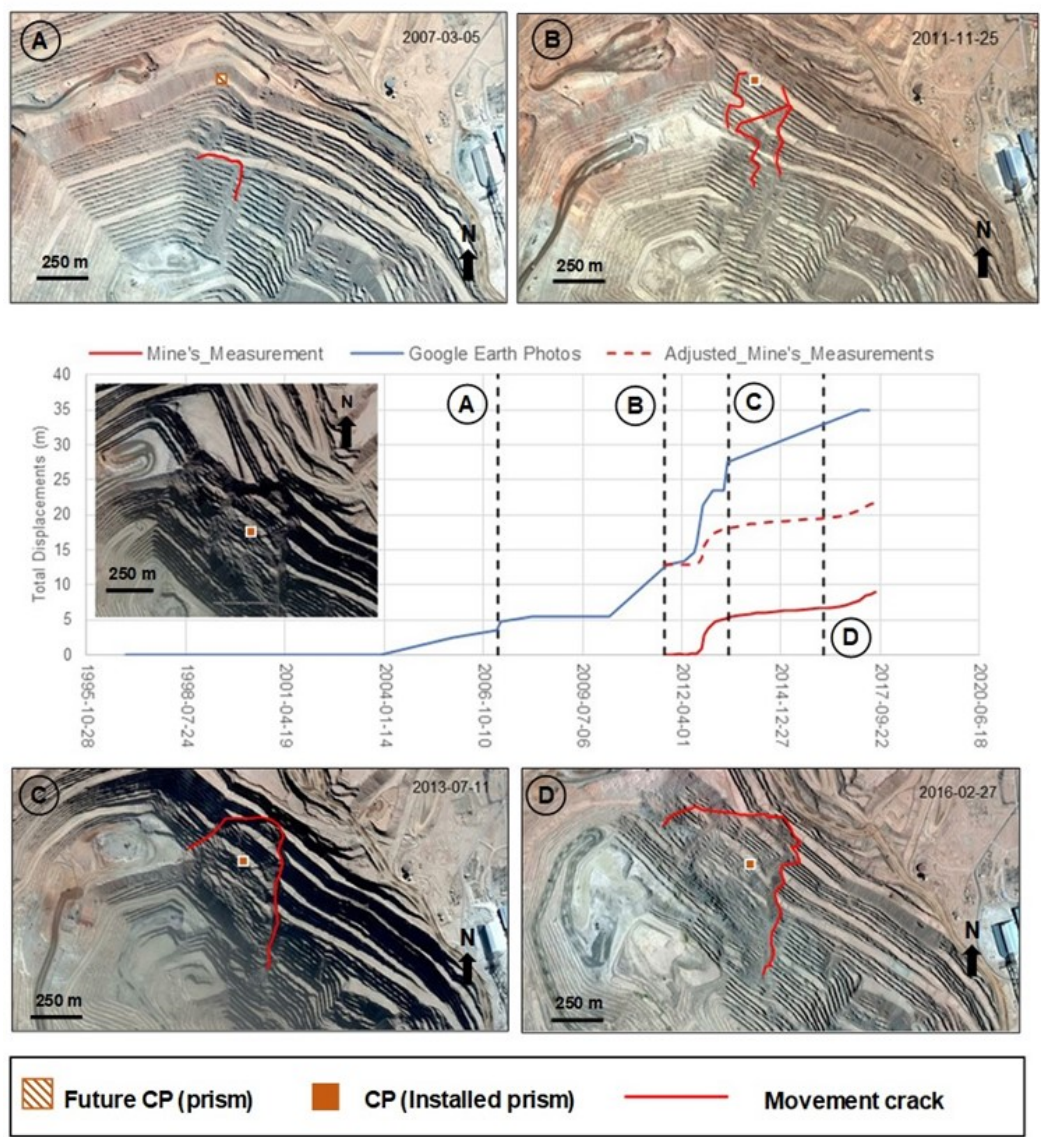 A
2007-03-05
N
250 m
B
2011-11-25
N
250 m
Mine's_Measurement Google Earth Photos Adjusted_Mine's_Measurements
Total Displacements (m)
40
35
30
25
20
15
10
5
0
N
250 m
A
B
C
D
1995-10-28
1998-07-24
2001-04-19
2004-01-14
2006-10-10
2009-07-06
2012-04-01
2014-12-27
2017-09-22
2020-06-18
C
2013-07-11
N
250 m
D
2016-02-27
N
250 m
Future CP (prism) CP (Installed prism) Movement crack